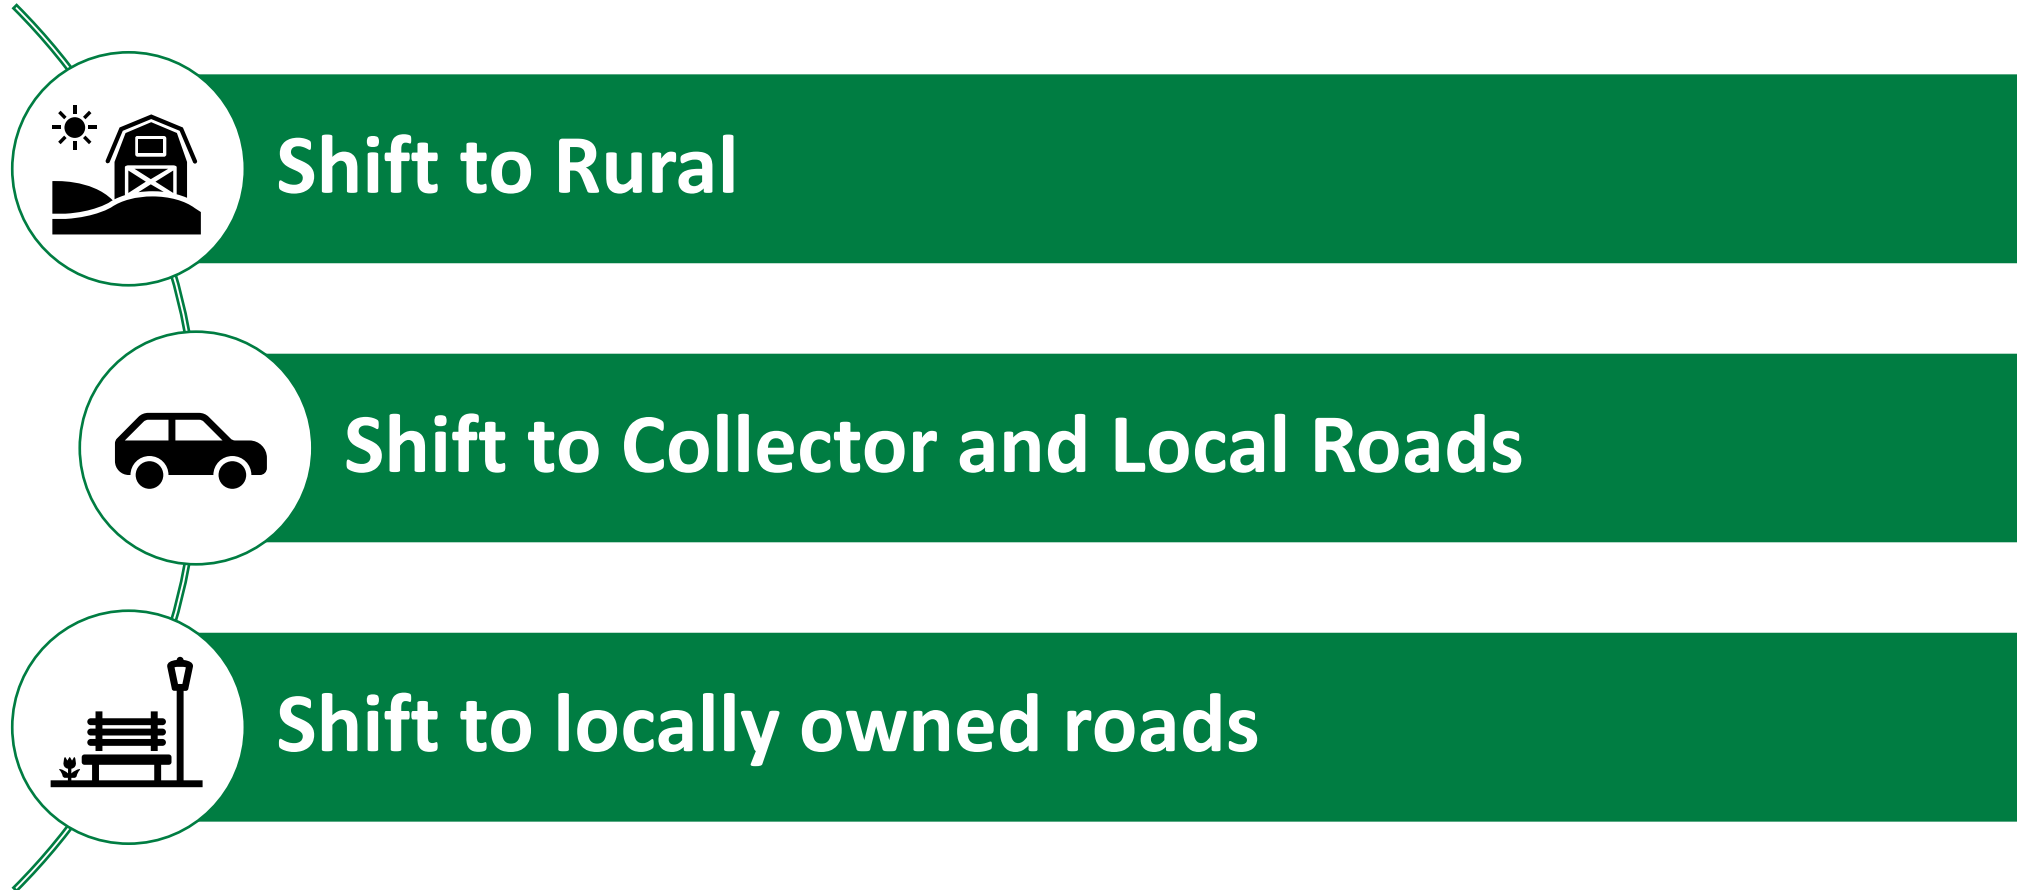 Shift to Rural
Shift to Collector and Local Roads
Shift to locally owned roads